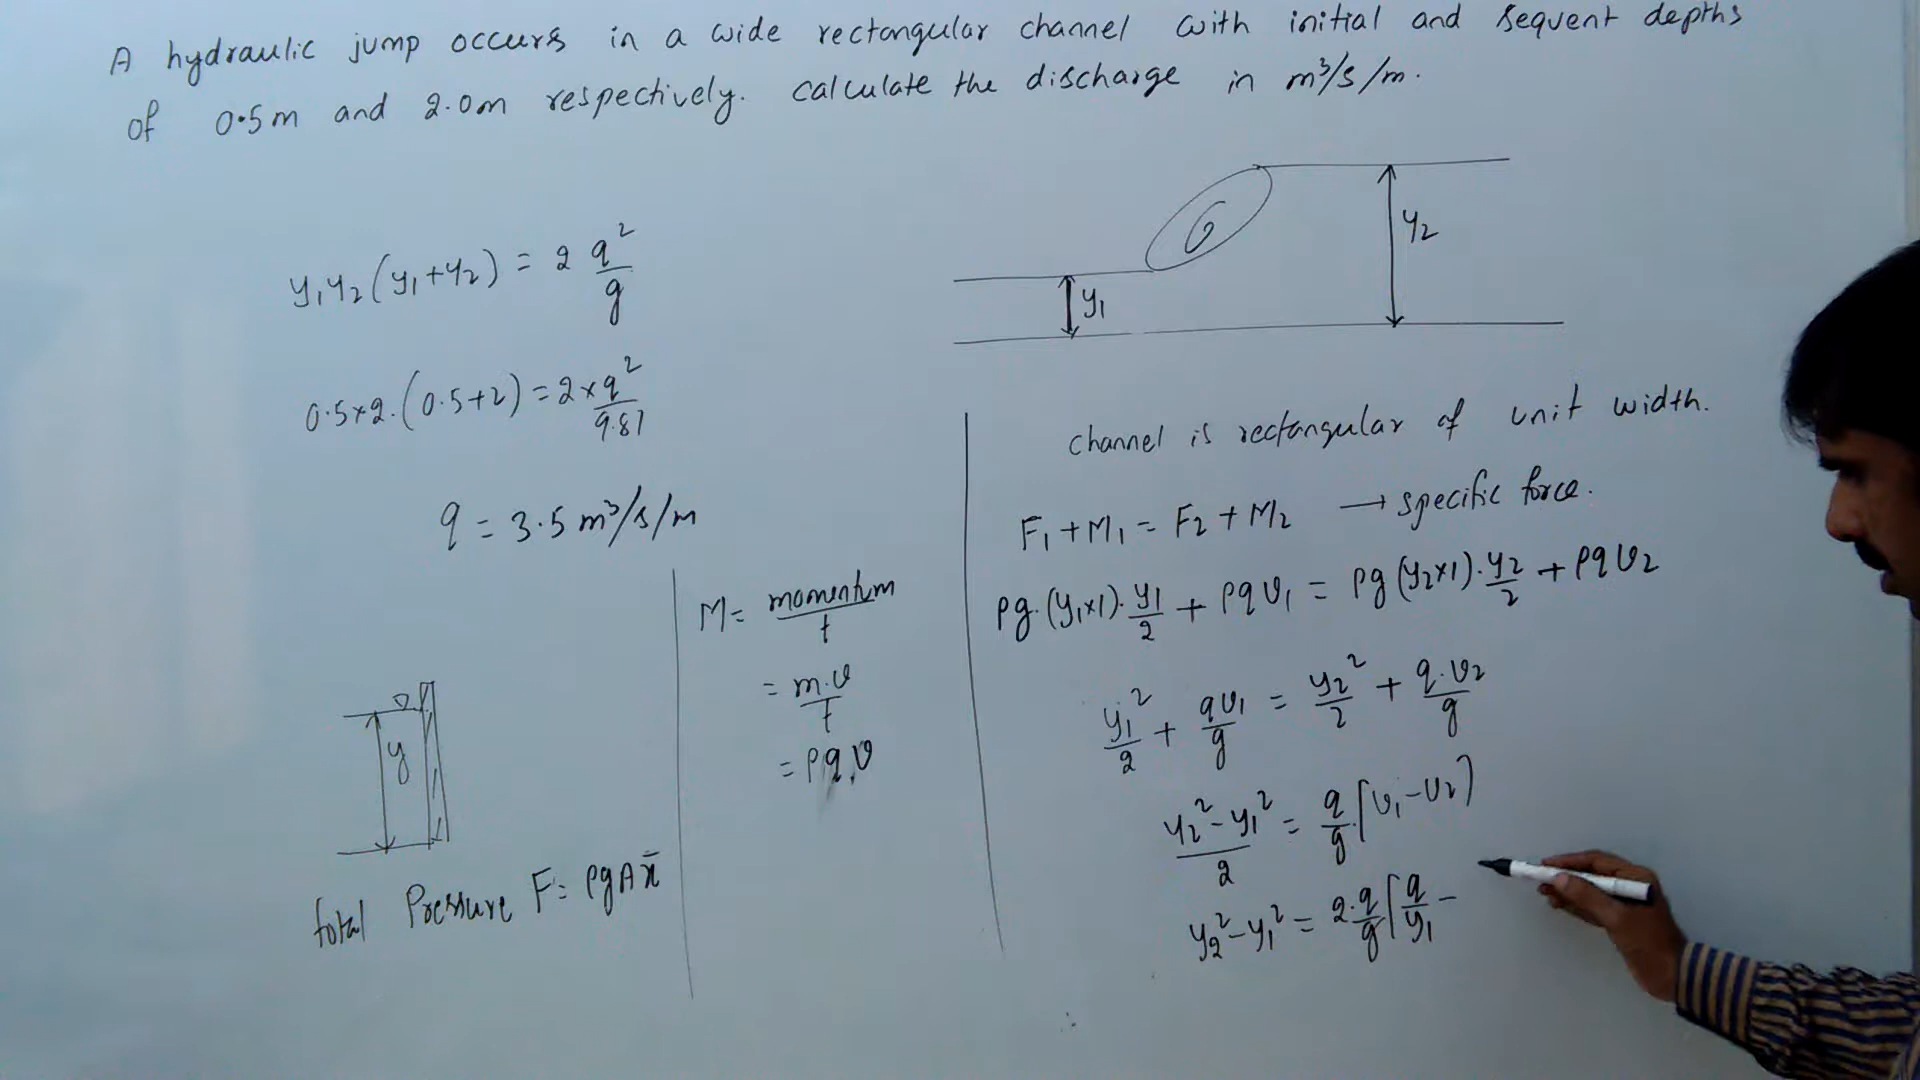 A hydraulic jump occurs in a wide rectangular channel with initial and sequent depths
of 0.5m and 2.0m respectively. Calculate the discharge in m³/s/m.
y₁y₂(y₁+y₂) = 2 q²/g
0.5×2.(0.5+2) = 2×q²/9.81
q = 3.5 m³/s/m
y₁
y₂
channel is rectangular of unit width.
F₁+M₁ = F₂+M₂ → specific force.
ρg.(y₁×1).y₁/2 + ρqv₁ = ρg(y₂×1).y₂/2 + ρqv₂
y₁²/2 + qv₁/g = y₂²/2 + q.v₂/g
(y₂²-y₁²)/2 = q/g.[v₁-v₂]
y₂²-y₁² = 2.q/g[q/y₁ -
M = momentum/t
= m.v/t
= ρq.v
y
total Pressure F = ρgAx̄